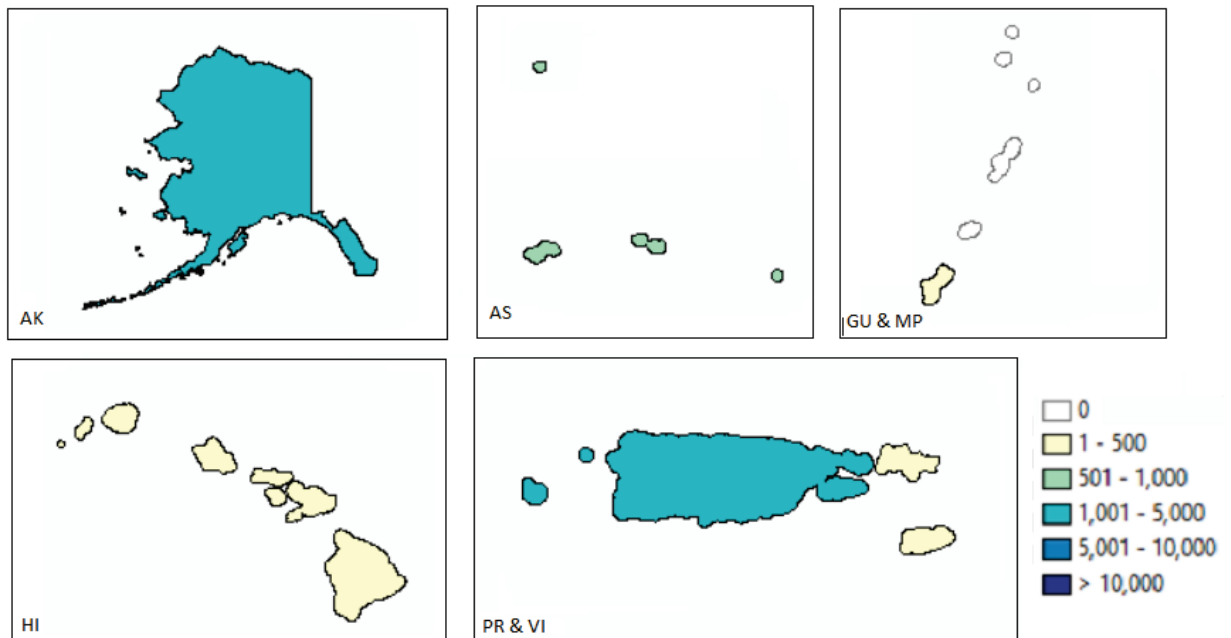 AK
AS
GU & MP
HI
PR & VI
0
1 - 500
501 - 1,000
1,001 - 5,000
5,001 - 10,000
> 10,000